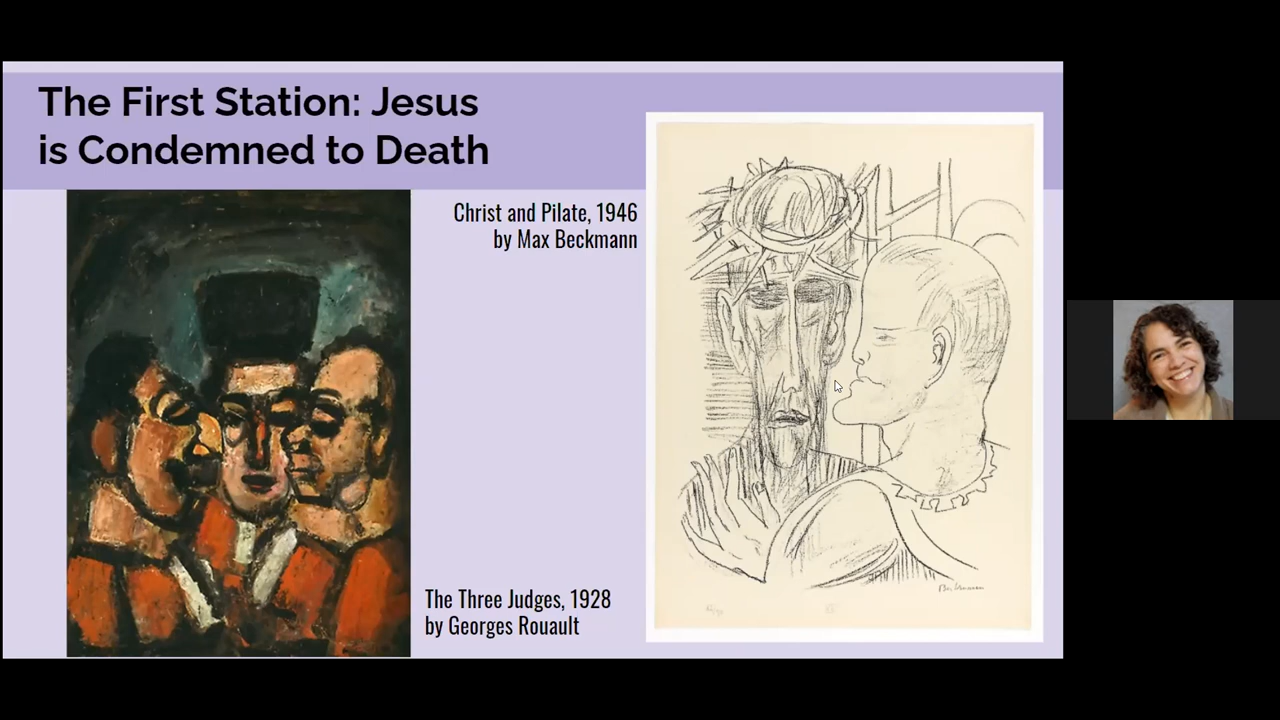 The First Station: Jesus
is Condemned to Death
Christ and Pilate, 1946
by Max Beckmann
The Three Judges, 1928
by Georges Rouault
Beckmann